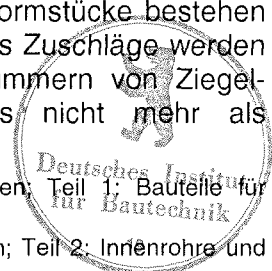 ormstücke bestehen
s Zuschläge werden
ummern von Ziegel-
s nicht mehr als
Deutsches Institut
für Bautechnik
en; Teil 1: Bauteile für
n; Teil 2: Innenrohre und